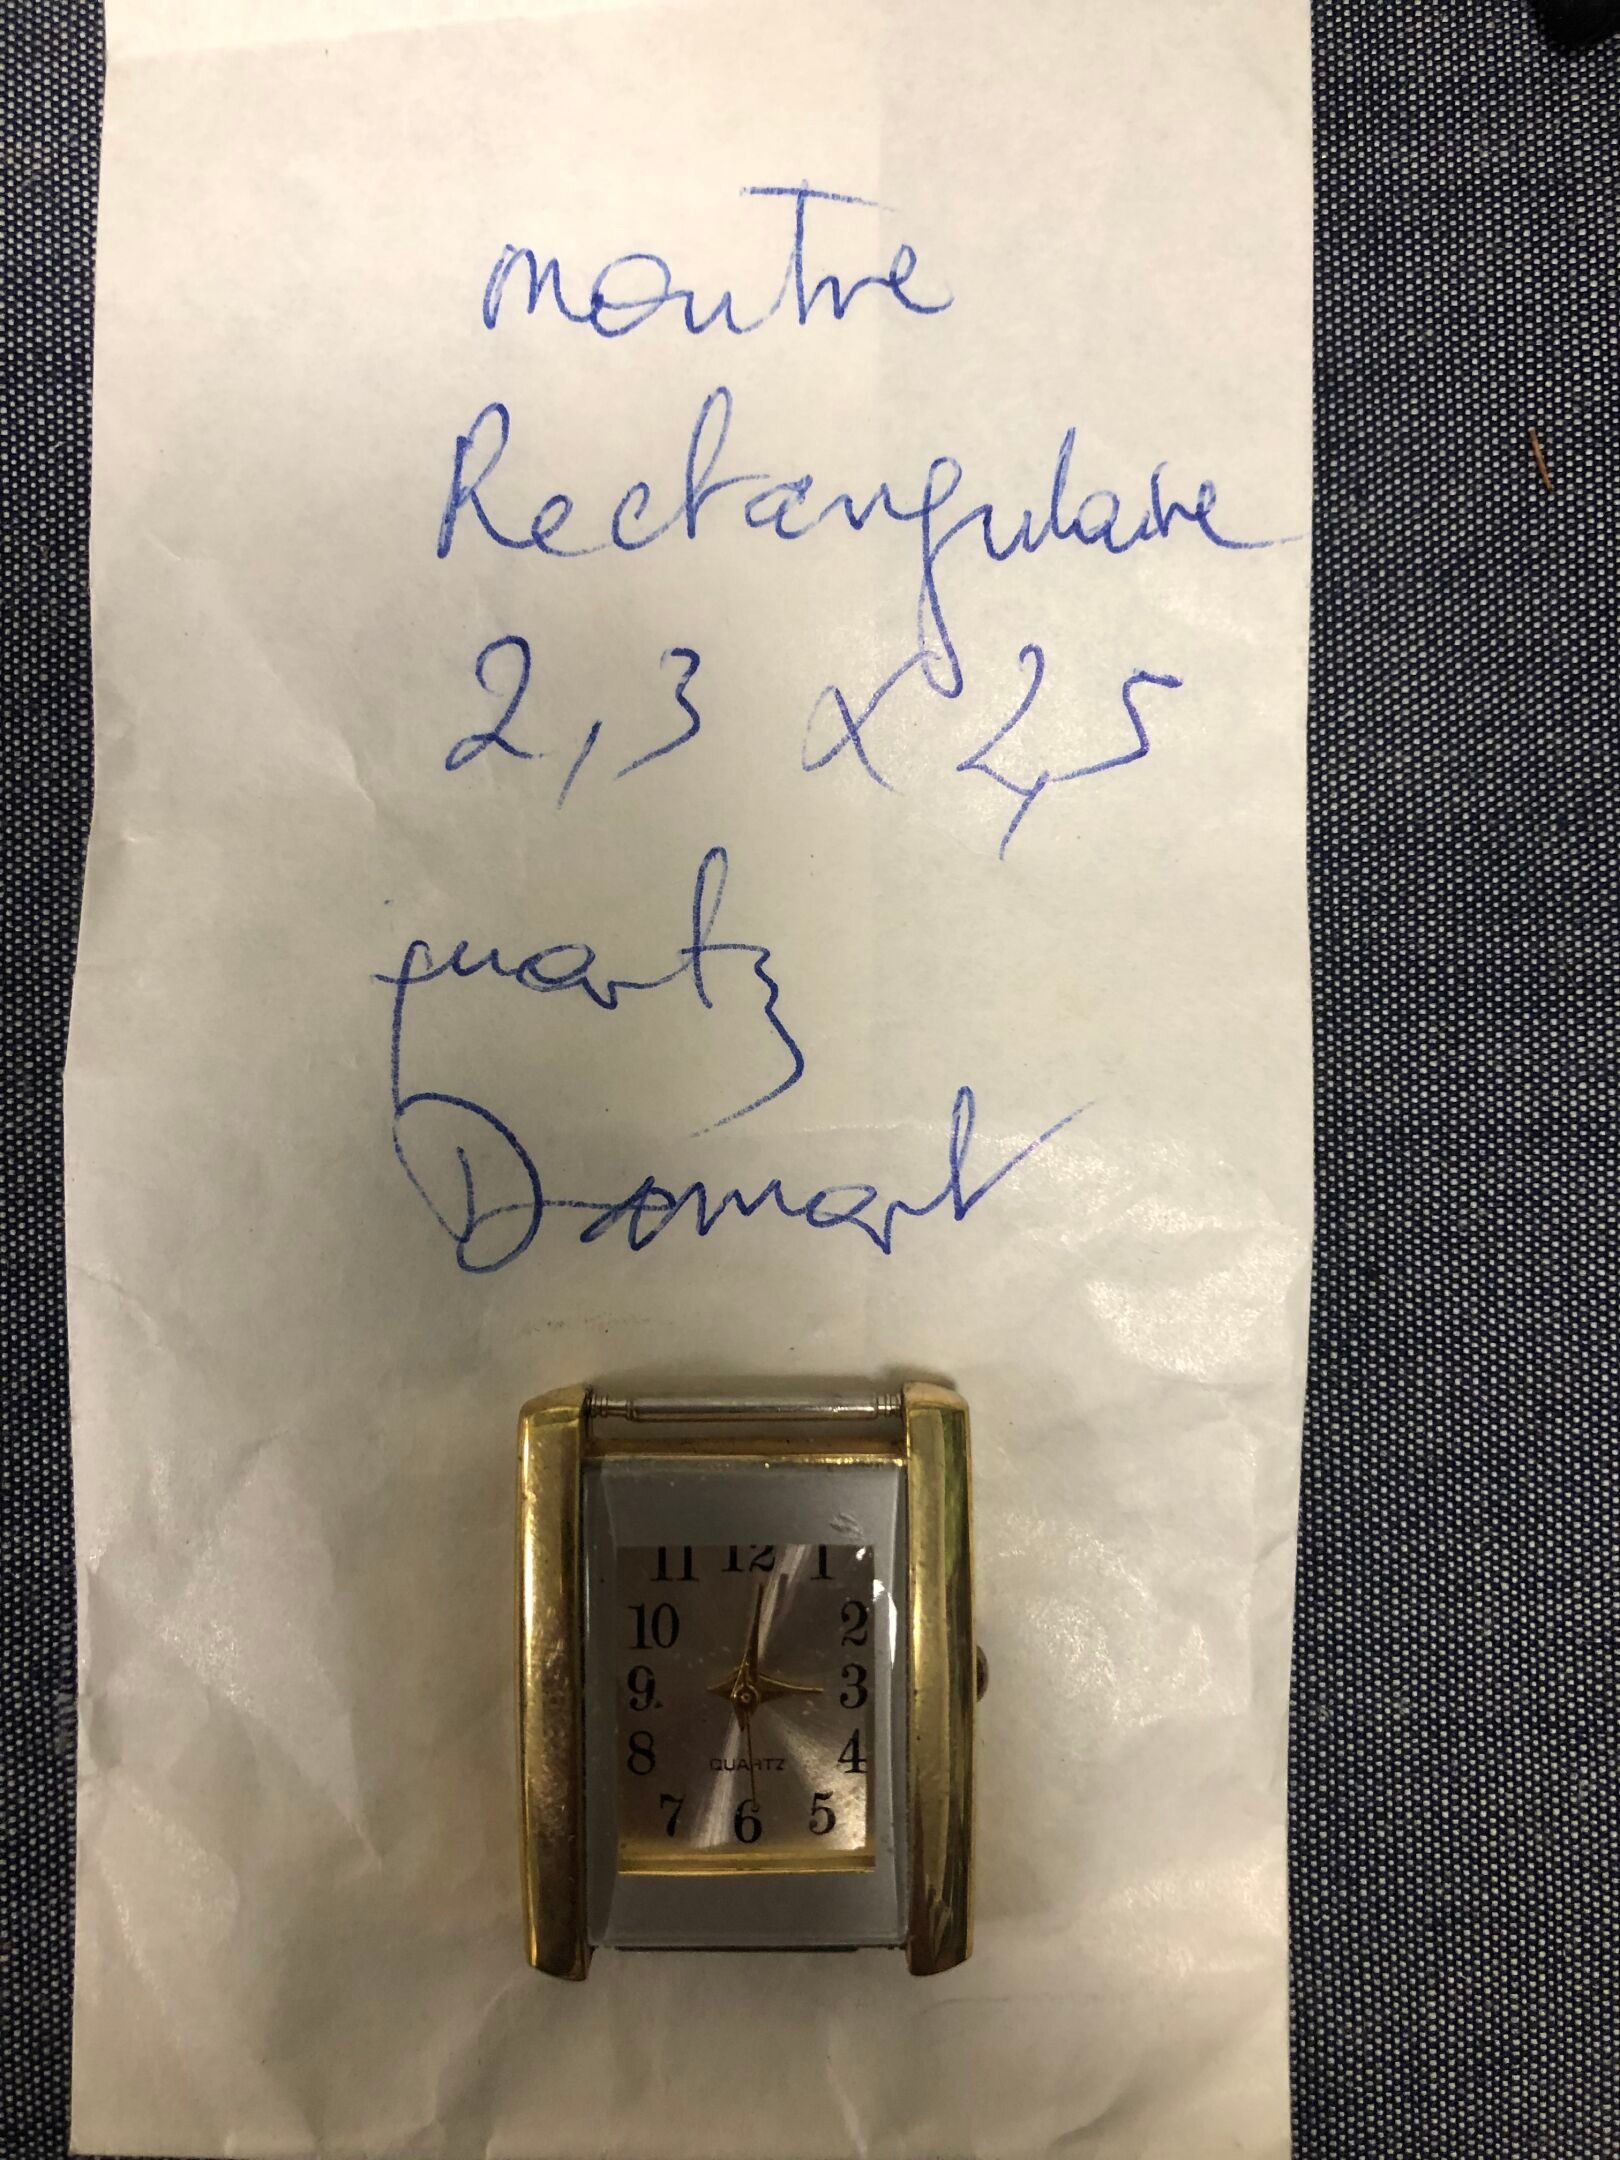 montre
Rectangulaire
2,3 x 2,5
quartz
Damart
11 12 1
10 2
9 3
8 QUARTZ 4
7 6 5